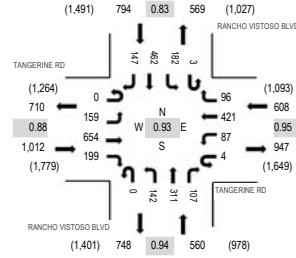 (1,491) 794 0.83 569 (1,027)
RANCHO VISTOSO BLVD
TANGERINE RD
147 462 182 3
(1,264) (1,093)
710 0 96 608
159 N 421
0.88 W 0.93 E 0.95
654 S 87
1,012 199 4 947
(1,779) (1,649)
0 142 311 107
TANGERINE RD
RANCHO VISTOSO BLVD
(1,401) 748 0.94 560 (978)